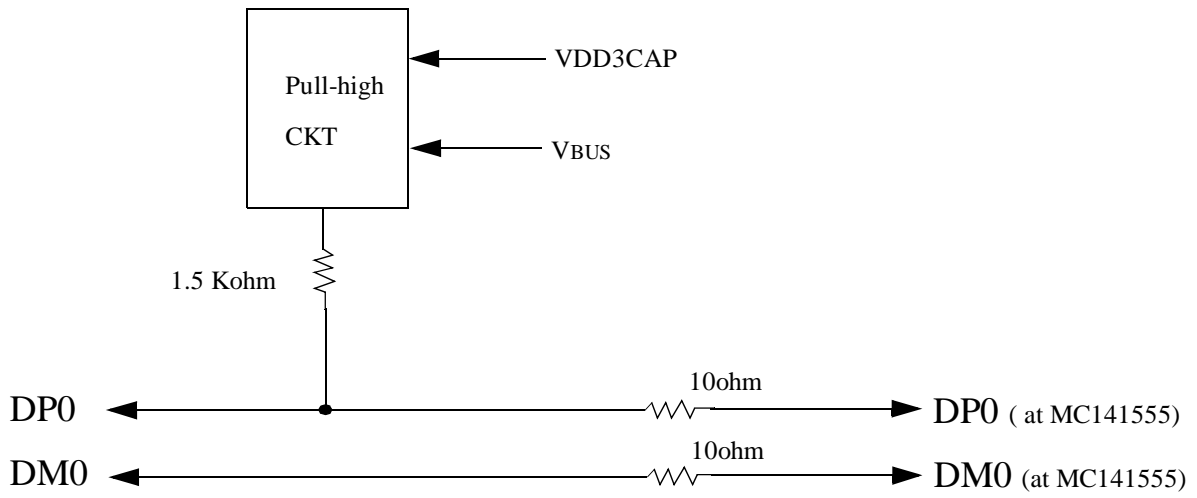 VDD3CAP
Pull-high
CKT
VBUS
1.5 Kohm
10ohm
DP0
DP0 ( at MC141555)
10ohm
DM0
DM0 (at MC141555)